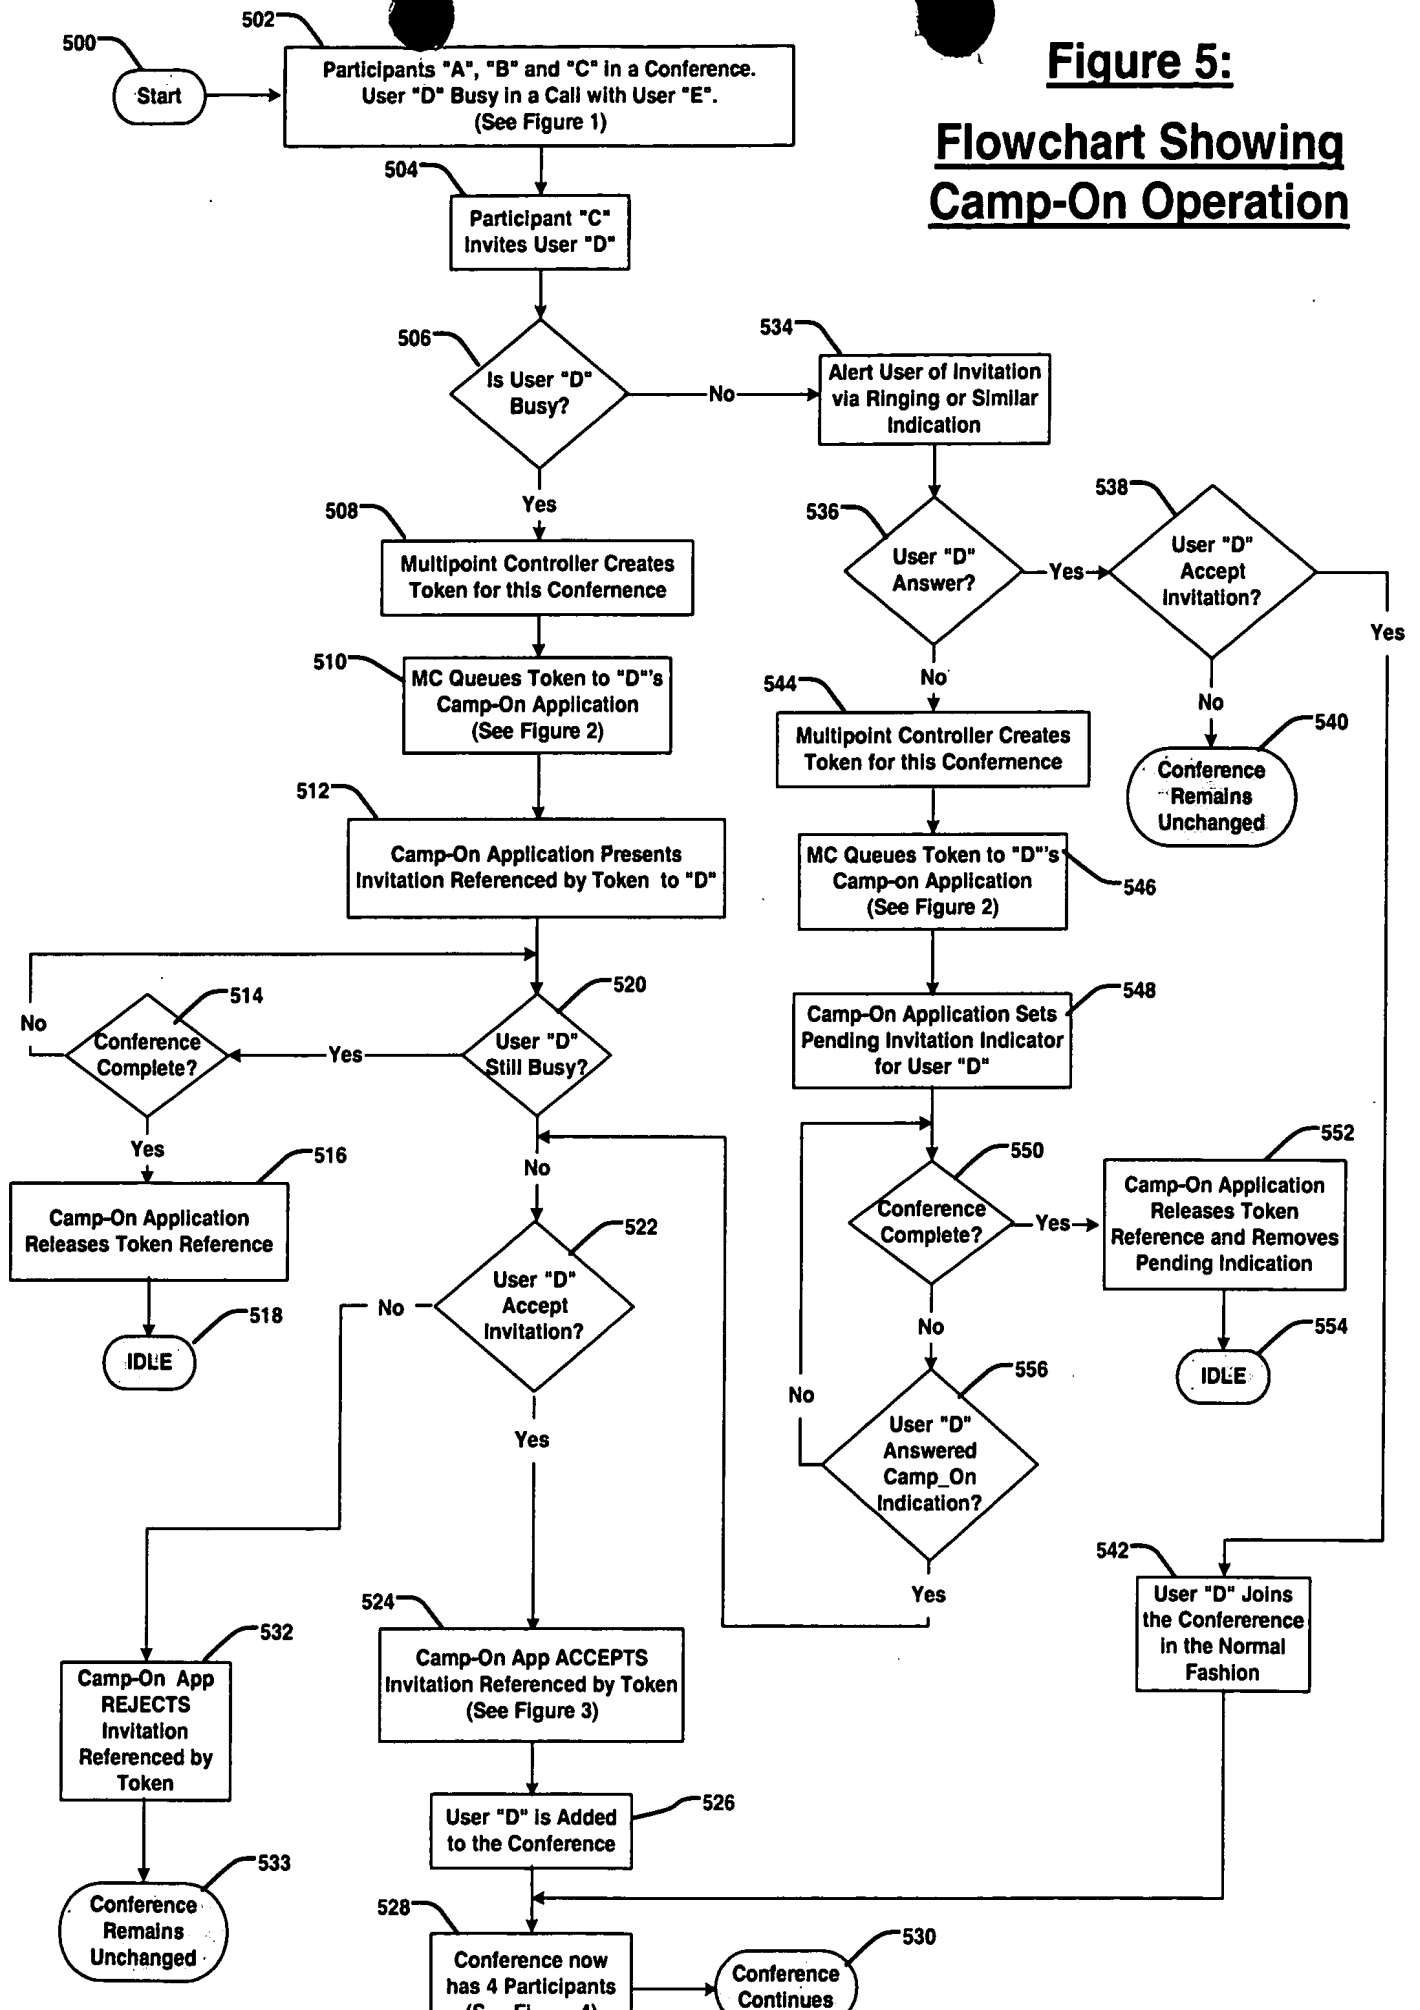 Figure 5:
Flowchart Showing
Camp-On Operation
500
Start
502
Participants "A", "B" and "C" in a Conference.
User "D" Busy in a Call with User "E".
(See Figure 1)
504
Participant "C"
Invites User "D"
506
Is User "D"
Busy?
No
Yes
534
Alert User of Invitation
via Ringing or Similar
Indication
508
Multipoint Controller Creates
Token for this Confernence
510
MC Queues Token to "D"'s
Camp-On Application
(See Figure 2)
512
Camp-On Application Presents
Invitation Referenced by Token to "D"
536
User "D"
Answer?
Yes
No
538
User "D"
Accept
Invitation?
Yes
No
540
Conference
Remains
Unchanged
544
Multipoint Controller Creates
Token for this Confernence
MC Queues Token to "D"'s
Camp-on Application
(See Figure 2)
546
548
Camp-On Application Sets
Pending Invitation Indicator
for User "D"
514
Conference
Complete?
No
Yes
520
User "D"
Still Busy?
Yes
No
516
Camp-On Application
Releases Token Reference
518
IDLE
522
User "D"
Accept
Invitation?
No
Yes
550
Conference
Complete?
Yes
No
552
Camp-On Application
Releases Token
Reference and Removes
Pending Indication
554
IDLE
556
User "D"
Answered
Camp_On
Indication?
No
Yes
542
User "D" Joins
the Confererence
in the Normal
Fashion
524
Camp-On App ACCEPTS
Invitation Referenced by Token
(See Figure 3)
532
Camp-On App
REJECTS
Invitation
Referenced by
Token
533
Conference
Remains
Unchanged
526
User "D" is Added
to the Conference
528
Conference now
has 4 Participants
(See Figure 4)
530
Conference
Continues